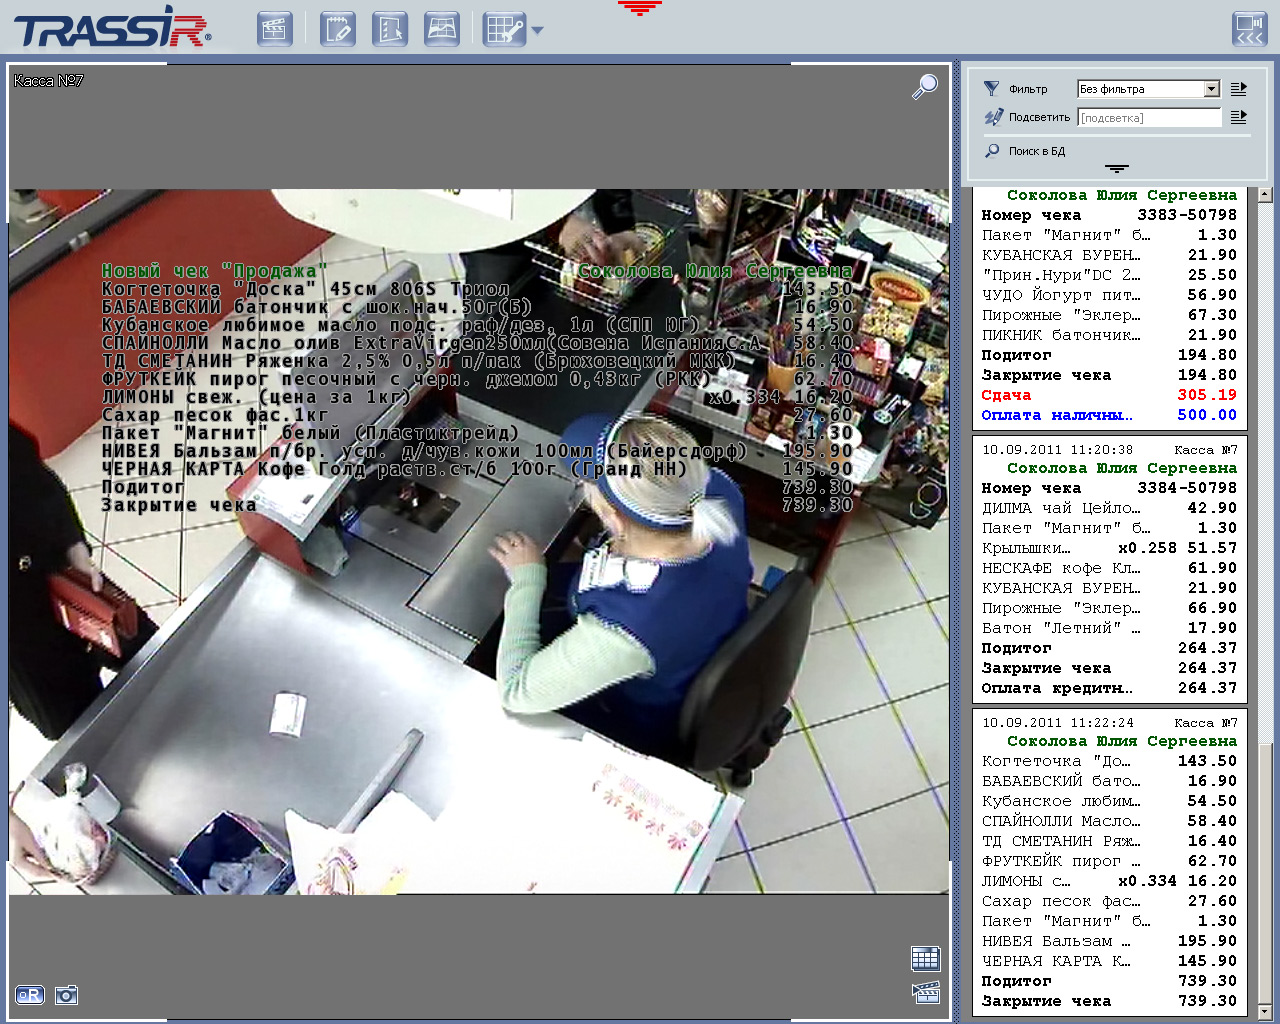 TRASSIR®
Касса №7
Новый чек "Продажа" Соколова Юлия Сергеевна
Когтеточка "Доска" 45см 806S Триол 143.50
БАБАЕВСКИЙ батончик с шок.нач.50г(Б) 16.90
Кубанское любимое масло подс. раф/дез, 1л (СПП ЮГ) 54.50
СПАЙНОЛЛИ Масло олив ExtraVirgen250мл(Совена ИспанияС.А 58.40
ТД СМЕТАНИН Ряженка 2,5% 0,5л п/пак (Брюховецкий МКК) 16.40
ФРУТКЕЙК пирог песочный с черн. джемом 0,43кг (РКК) 62.70
ЛИМОНЫ свеж. (цена за 1кг) x0.334 16.20
Сахар песок фас.1кг 27.60
Пакет "Магнит" белый (Пластиктрейд) 1.30
НИВЕЯ Бальзам п/бр. усп. д/чув.кожи 100мл (Байерсдорф) 195.90
ЧЕРНАЯ КАРТА Кофе Голд раств.ст/б 100г (Гранд НН) 145.90
Подитог 739.30
Закрытие чека 739.30
Фильтр Без фильтра
Подсветить [подсветка]
Поиск в БД
Соколова Юлия Сергеевна
Номер чека 3383-50798
Пакет "Магнит" б… 1.30
КУБАНСКАЯ БУРЕН… 21.90
"Прин.Нури"DC 2… 25.50
ЧУДО Йогурт пит… 56.90
Пирожные "Эклер… 67.30
ПИКНИК батончик… 21.90
Подитог 194.80
Закрытие чека 194.80
Сдача 305.19
Оплата наличны… 500.00
10.09.2011 11:20:38 Касса №7
Соколова Юлия Сергеевна
Номер чека 3384-50798
ДИЛМА чай Цейло… 42.90
Пакет "Магнит" б… 1.30
Крылышки… x0.258 51.57
НЕСКАФЕ кофе Кл… 61.90
КУБАНСКАЯ БУРЕН… 21.90
Пирожные "Эклер… 66.90
Батон "Летний" … 17.90
Подитог 264.37
Закрытие чека 264.37
Оплата кредитн… 264.37
10.09.2011 11:22:24 Касса №7
Соколова Юлия Сергеевна
Когтеточка "До… 143.50
БАБАЕВСКИЙ бато… 16.90
Кубанское любим… 54.50
СПАЙНОЛЛИ Масло… 58.40
ТД СМЕТАНИН Ряж… 16.40
ФРУТКЕЙК пирог … 62.70
ЛИМОНЫ с… x0.334 16.20
Сахар песок фас… 27.60
Пакет "Магнит" б… 1.30
НИВЕЯ Бальзам … 195.90
ЧЕРНАЯ КАРТА К… 145.90
Подитог 739.30
Закрытие чека 739.30
R